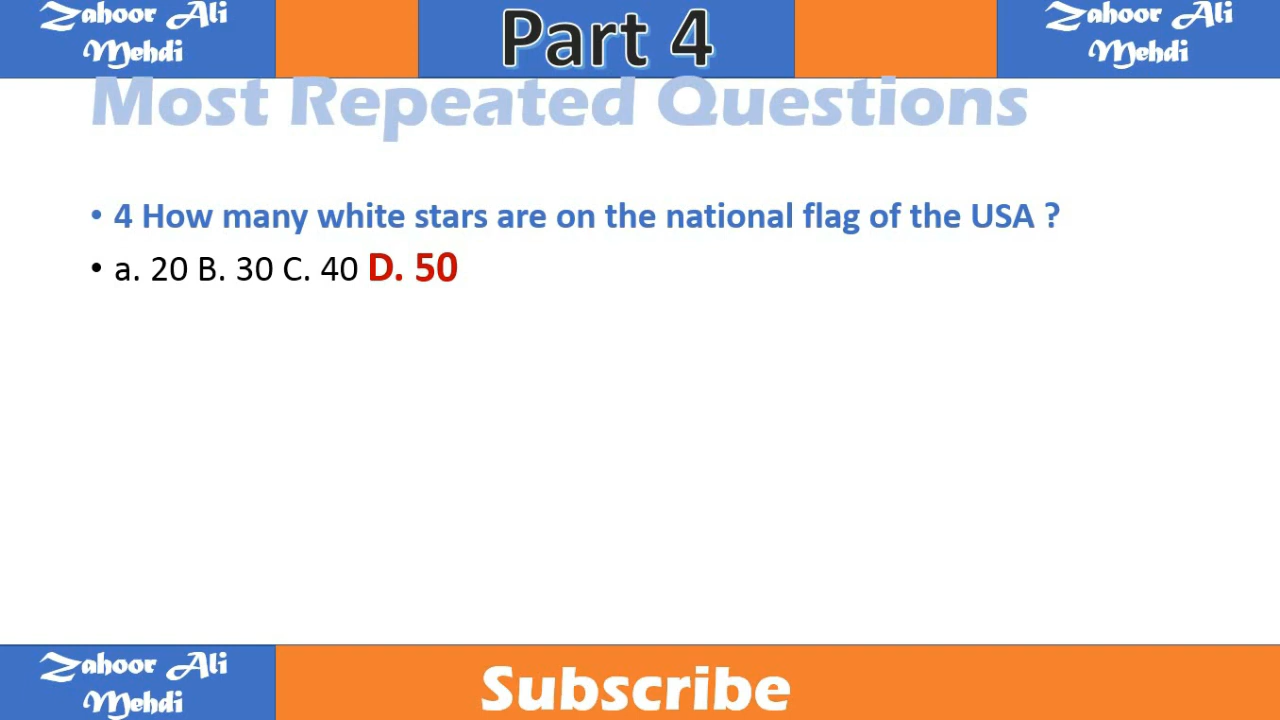 Zahoor Ali
Mehdi
Part 4
Zahoor Ali
Mehdi
Most Repeated Questions
• 4 How many white stars are on the national flag of the USA ?
• a. 20 B. 30 C. 40 D. 50
Zahoor Ali
Mehdi
Subscribe